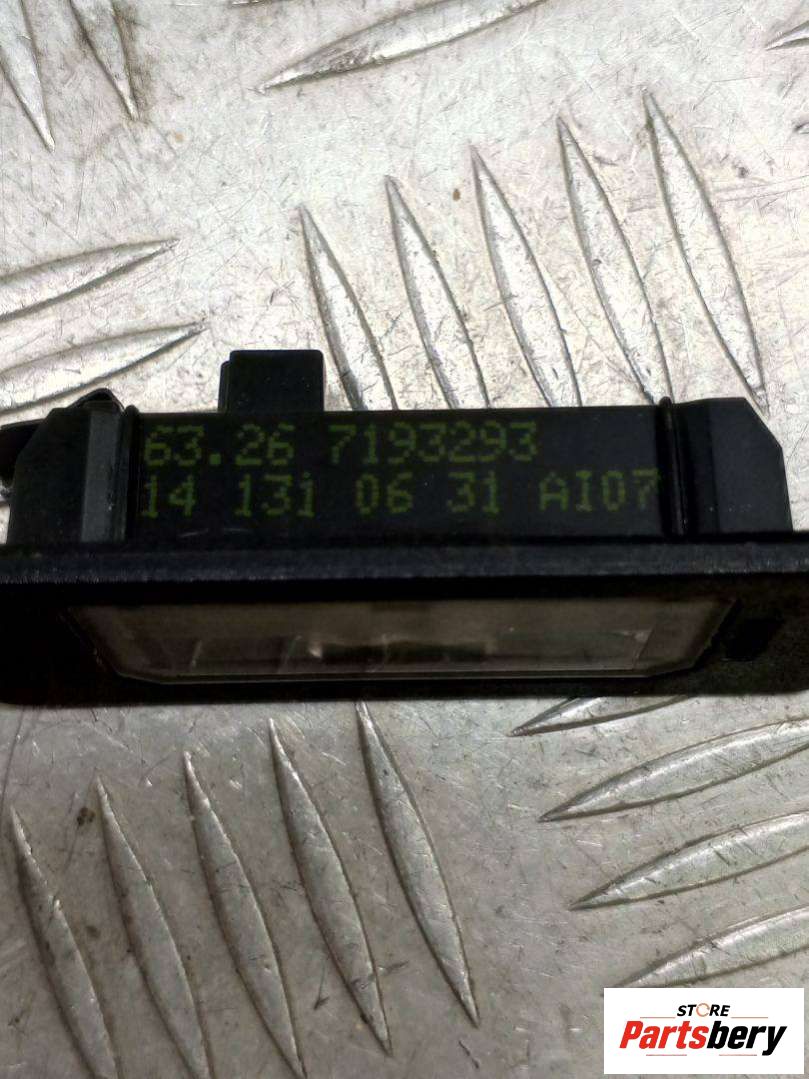 63.26 7193293
14 131 06 31 AI07
STORE
Partsbery